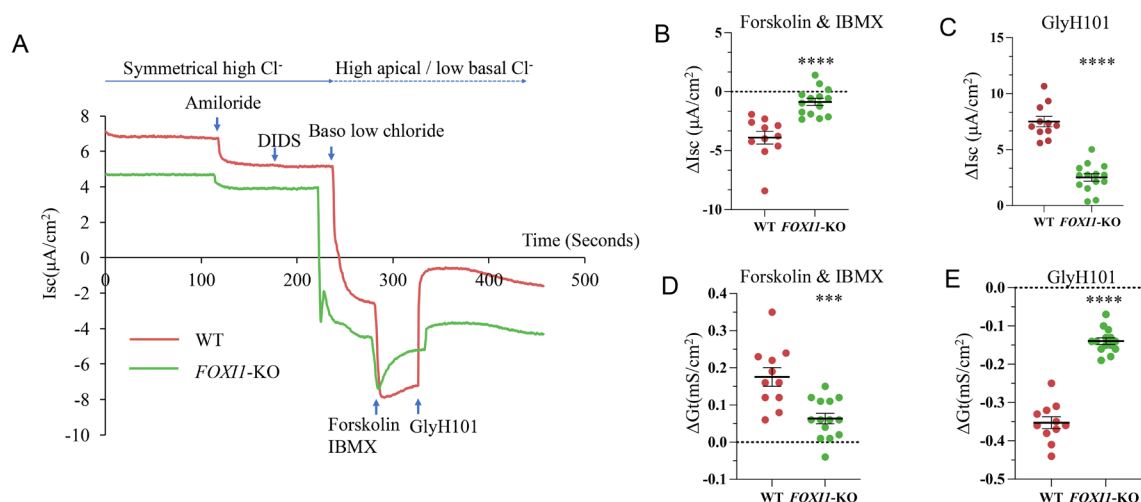 A
Symmetrical high Cl-
High apical / low basal Cl-
Amiloride
DIDS
Baso low chloride
8
6
4
2
0
-2
-4
-6
-8
-10
0
100
200
300
400
500
Isc(μA/cm²)
Time (Seconds)
WT
FOXI1-KO
Forskolin
IBMX
GlyH101
B
Forskolin & IBMX
****
5
0
-5
-10
ΔIsc (μA/cm²)
WT FOXI1-KO
C
GlyH101
****
15
10
5
0
ΔIsc (μA/cm²)
WT FOXI1-KO
D
Forskolin & IBMX
***
0.4
0.3
0.2
0.1
0.0
-0.1
ΔGt(mS/cm²)
WT FOXI1-KO
E
GlyH101
****
0.0
-0.1
-0.2
-0.3
-0.4
-0.5
ΔGt(mS/cm²)
WT FOXI1-KO